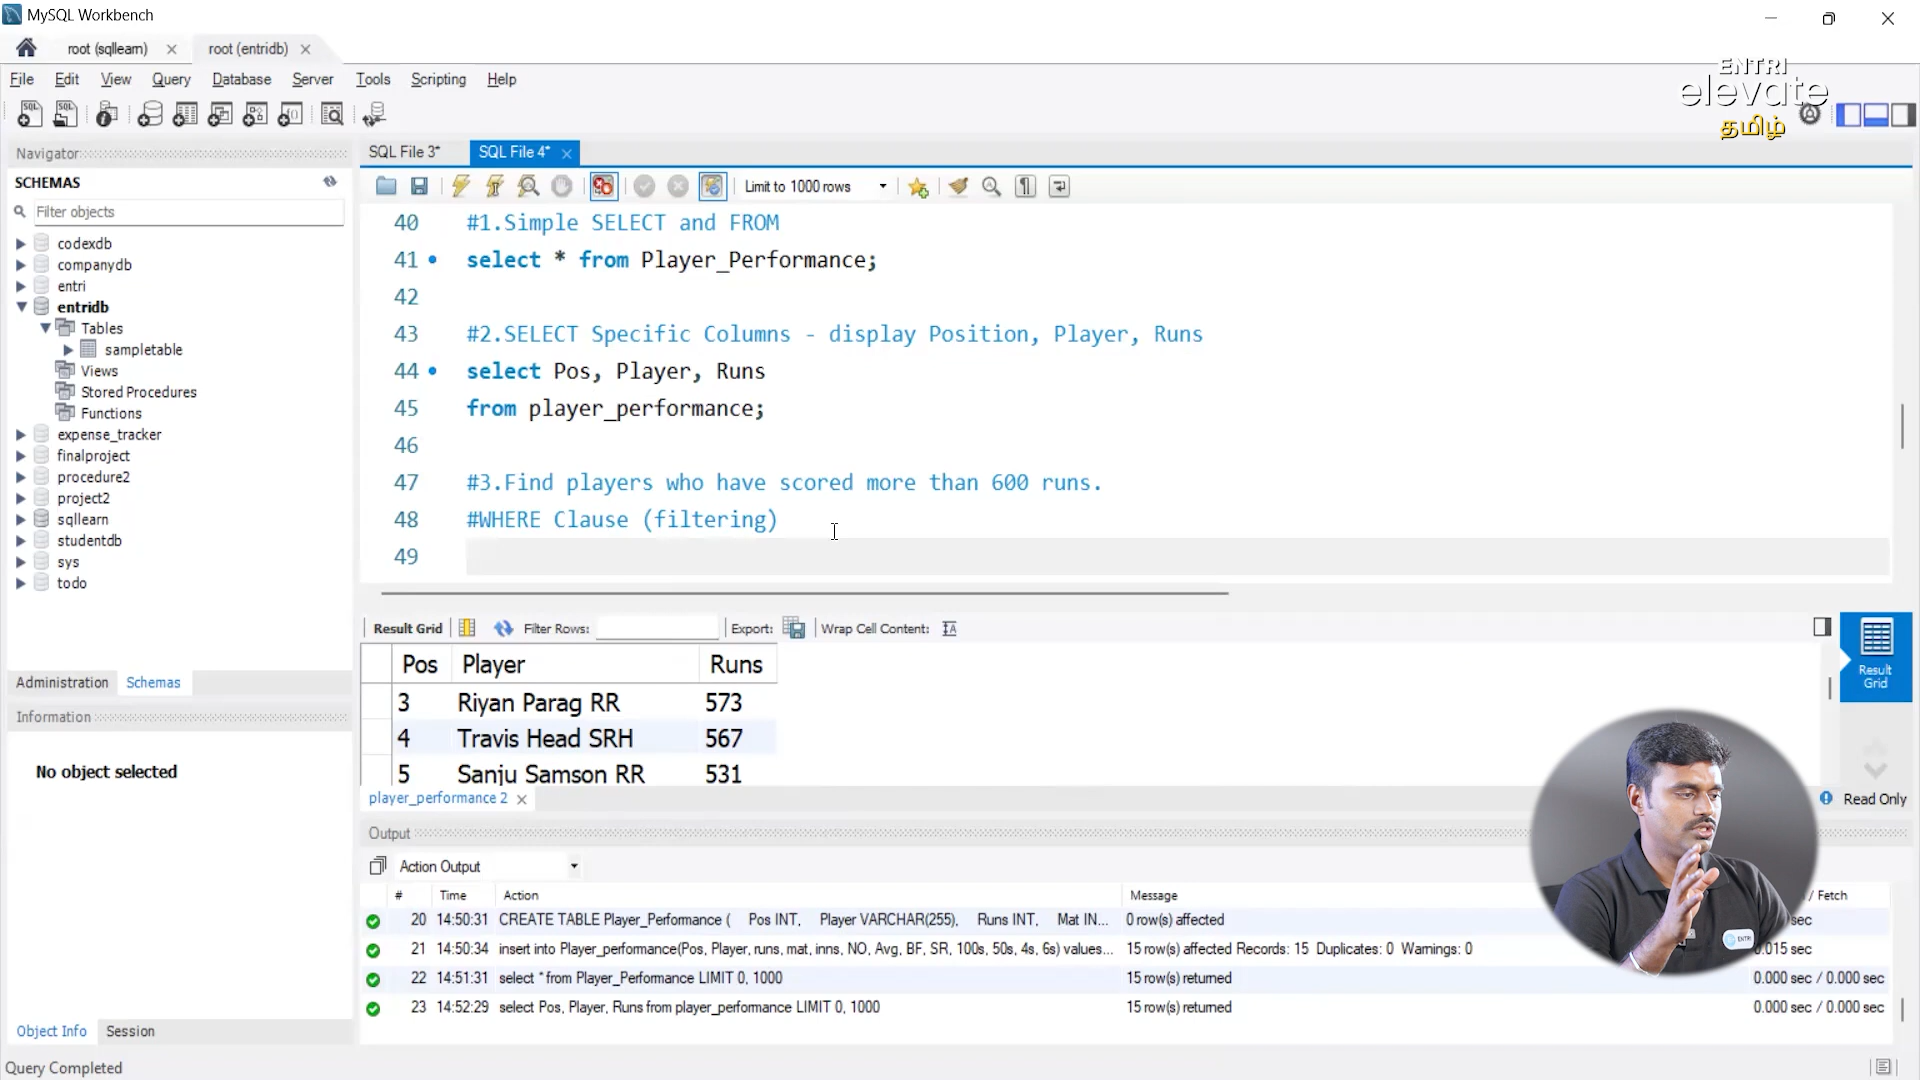 MySQL Workbench
root (sqllearn)
root (entridb)
File Edit View Query Database Server Tools Scripting Help
ENTRI
elevate
தமிழ்
Navigator
SCHEMAS
Filter objects
codexdb
companydb
entri
entridb
Tables
sampletable
Views
Stored Procedures
Functions
expense_tracker
finalproject
procedure2
project2
sqllearn
studentdb
sys
todo
Administration Schemas
Information
No object selected
Object Info Session
Query Completed
SQL File 3* SQL File 4*
Limit to 1000 rows
40 #1.Simple SELECT and FROM
41 select * from Player_Performance;
42
43 #2.SELECT Specific Columns - display Position, Player, Runs
44 select Pos, Player, Runs
45 from player_performance;
46
47 #3.Find players who have scored more than 600 runs.
48 #WHERE Clause (filtering)
49
Result Grid Filter Rows: Export: Wrap Cell Content:
Pos Player Runs
3 Riyan Parag RR 573
4 Travis Head SRH 567
5 Sanju Samson RR 531
Result
Grid
player_performance 2
Read Only
Output
Action Output
# Time Action Message / Fetch
20 14:50:31 CREATE TABLE Player_Performance ( Pos INT, Player VARCHAR(255), Runs INT, Mat IN... 0 row(s) affected sec
21 14:50:34 insert into Player_performance(Pos, Player, runs, mat, inns, NO, Avg, BF, SR, 100s, 50s, 4s, 6s) values... 15 row(s) affected Records: 15 Duplicates: 0 Warnings: 0 0.015 sec
22 14:51:31 select * from Player_Performance LIMIT 0, 1000 15 row(s) returned 0.000 sec / 0.000 sec
23 14:52:29 select Pos, Player, Runs from player_performance LIMIT 0, 1000 15 row(s) returned 0.000 sec / 0.000 sec
ENTRI